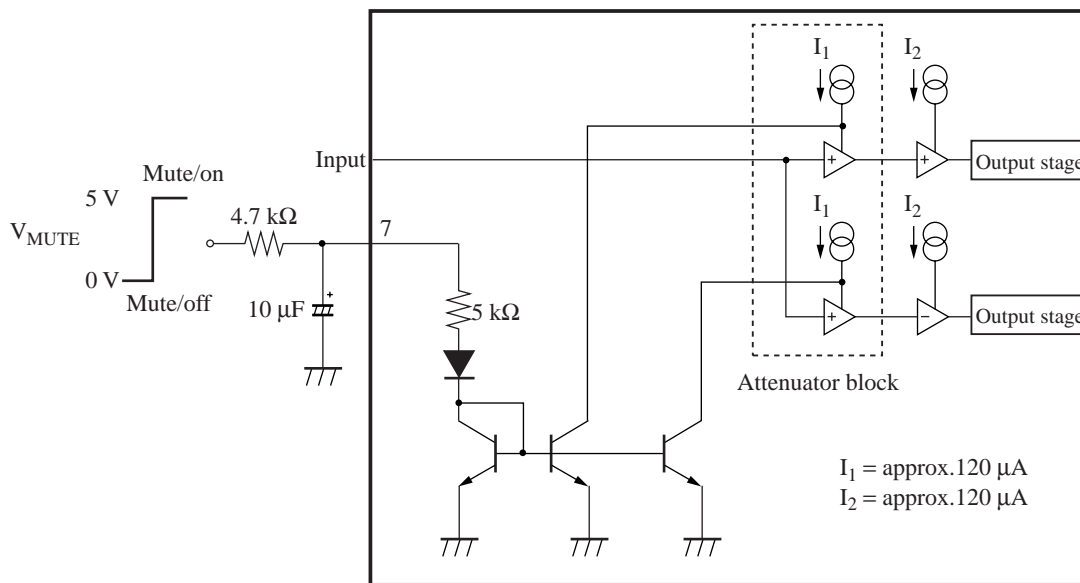 I₁
I₂
Input
+
+
Output stage
Mute/on
5 V
4.7 kΩ
7
V_MUTE
0 V
Mute/off
10 μF
+
5 kΩ
I₁
I₂
+
−
Output stage
Attenuator block
I₁ = approx.120 μA
I₂ = approx.120 μA